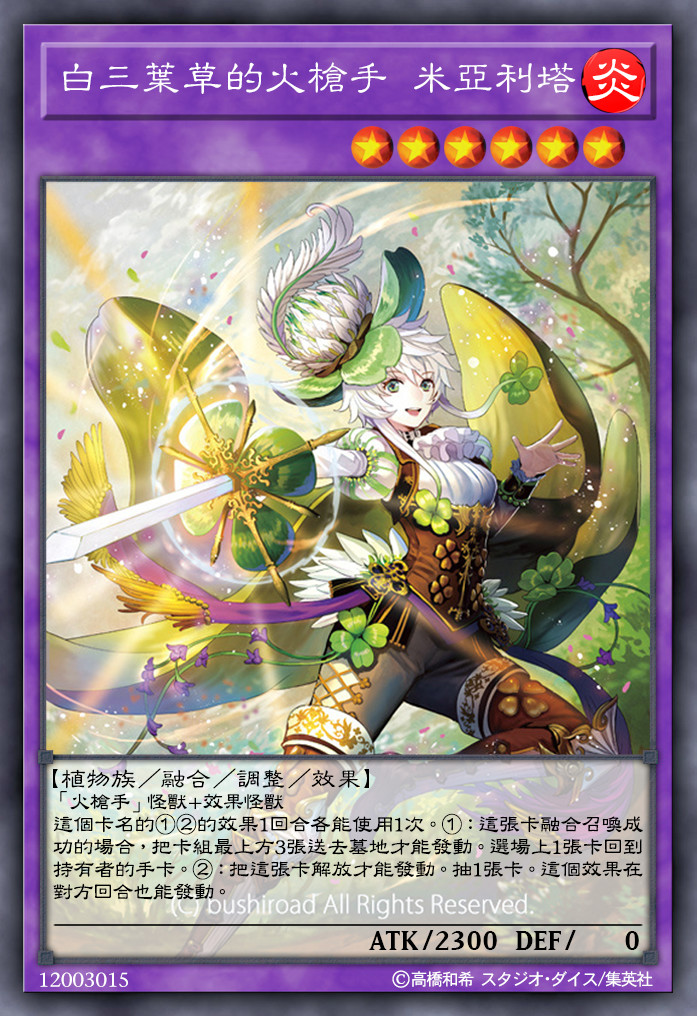 白三葉草的火槍手 米亞利塔 炎
【植物族／融合／調整／效果】
「火槍手」怪獸+效果怪獸
這個卡名的①②的效果1回合各能使用1次。①：這張卡融合召喚成
功的場合，把卡組最上方3張送去墓地才能發動。選場上1張卡回到
持有者的手卡。②：把這張卡解放才能發動。抽1張卡。這個效果在
對方回合也能發動。
(c) bushiroad All Rights Reserved.
ATK/2300 DEF/ 0
12003015 ©高橋和希 スタジオ・ダイス/集英社